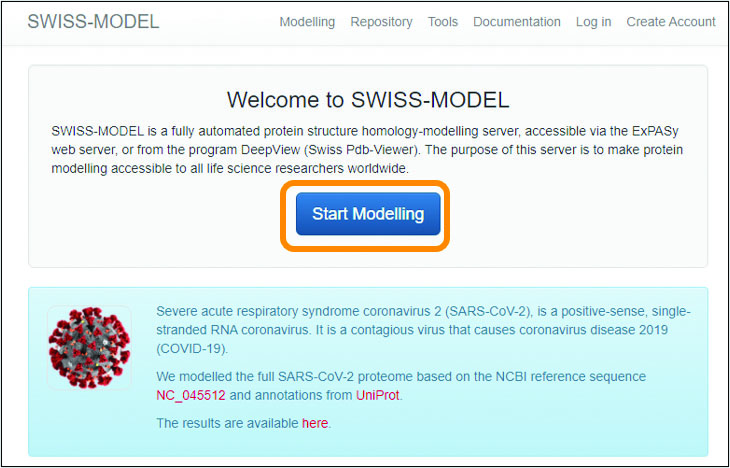 SWISS-MODEL Modelling Repository Tools Documentation Log in Create Account
Welcome to SWISS-MODEL
SWISS-MODEL is a fully automated protein structure homology-modelling server, accessible via the ExPASy
web server, or from the program DeepView (Swiss Pdb-Viewer). The purpose of this server is to make protein
modelling accessible to all life science researchers worldwide.
Start Modelling
Severe acute respiratory syndrome coronavirus 2 (SARS-CoV-2), is a positive-sense, single-
stranded RNA coronavirus. It is a contagious virus that causes coronavirus disease 2019
(COVID-19).
We modelled the full SARS-CoV-2 proteome based on the NCBI reference sequence
NC_045512 and annotations from UniProt.
The results are available here.